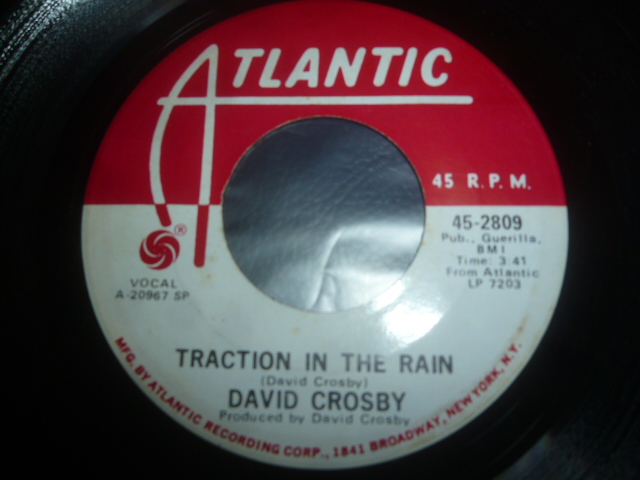 ATLANTIC
45 R.P.M.
45-2809
Pub., Guerilla,
BMI
Time: 3:41
From Atlantic
LP 7203
®
VOCAL
A-20967 SP
TRACTION IN THE RAIN
(David Crosby)
DAVID CROSBY
Produced by David Crosby
MFG. BY ATLANTIC RECORDING CORP., 1841 BROADWAY, NEW YORK, N.Y.